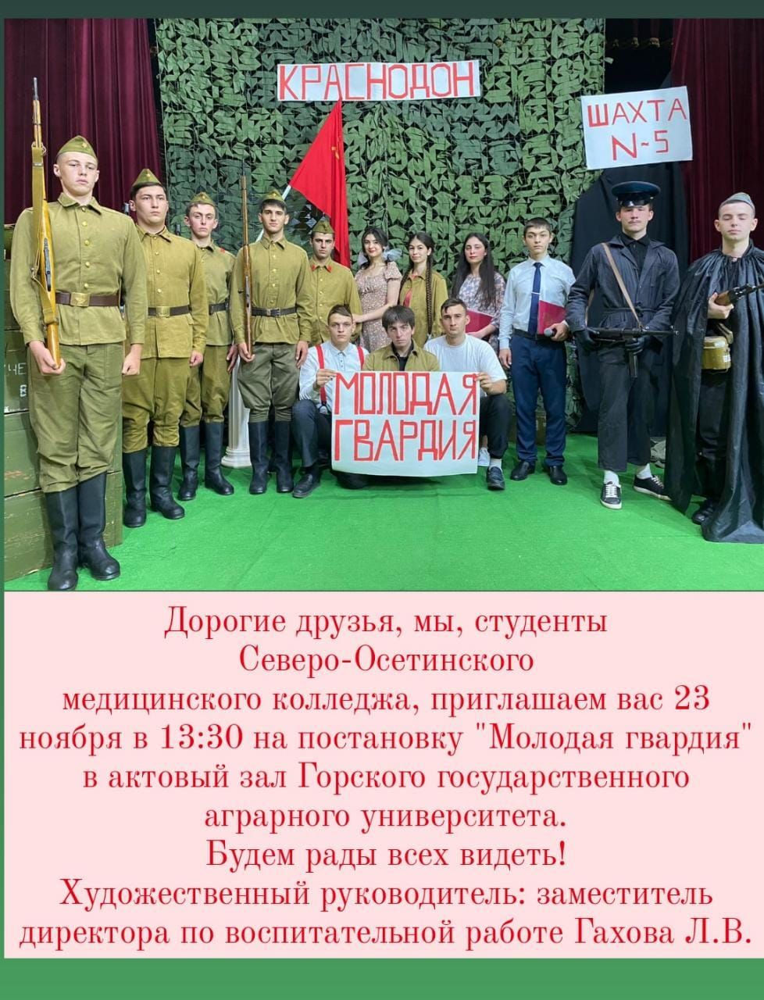 КРАСНОДОН
ШАХТА
N-5
МОЛОДАЯ
ГВАРДИЯ
Дорогие друзья, мы, студенты
Северо-Осетинского
медицинского колледжа, приглашаем вас 23
ноября в 13:30 на постановку "Молодая гвардия"
в актовый зал Горского государственного
аграрного университета.
Будем рады всех видеть!
Художественный руководитель: заместитель
директора по воспитательной работе Гахова Л.В.